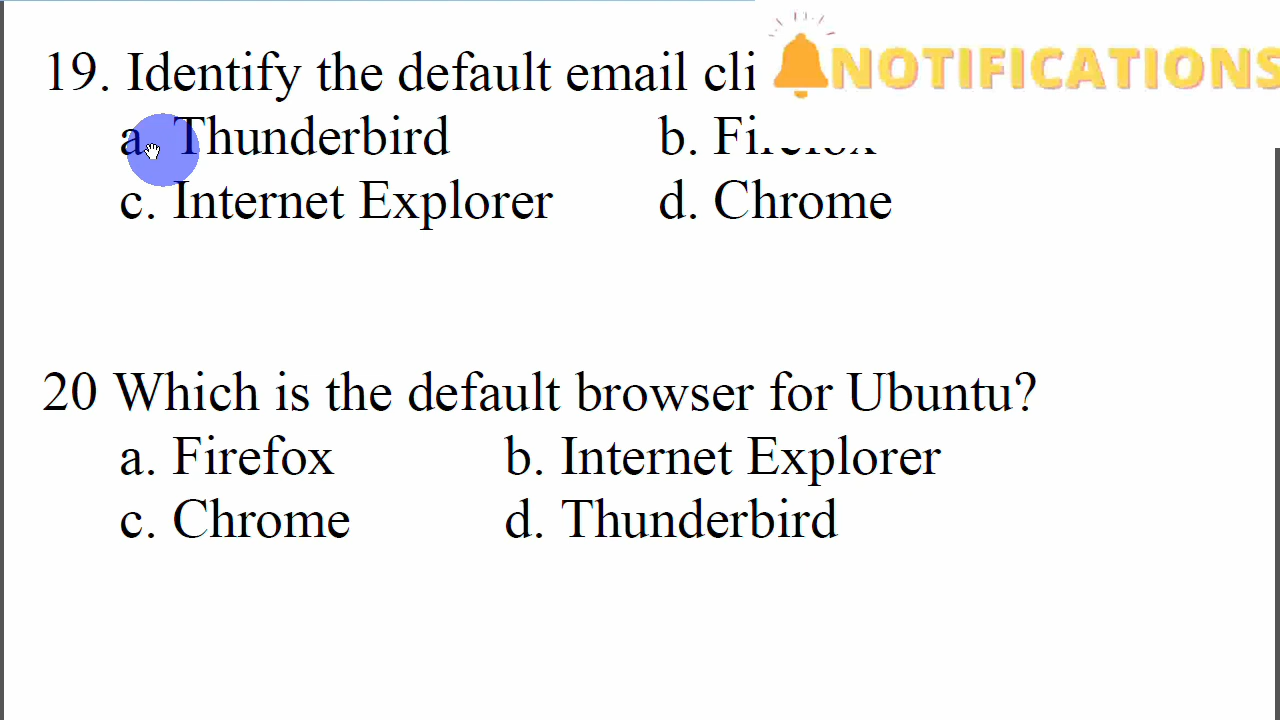 19. Identify the default email
NOTIFICATIONS
a. Thunderbird b. Firefox
c. Internet Explorer d. Chrome
20 Which is the default browser for Ubuntu?
a. Firefox b. Internet Explorer
c. Chrome d. Thunderbird